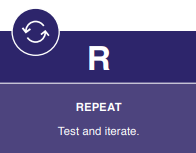 R
REPEAT
Test and iterate.